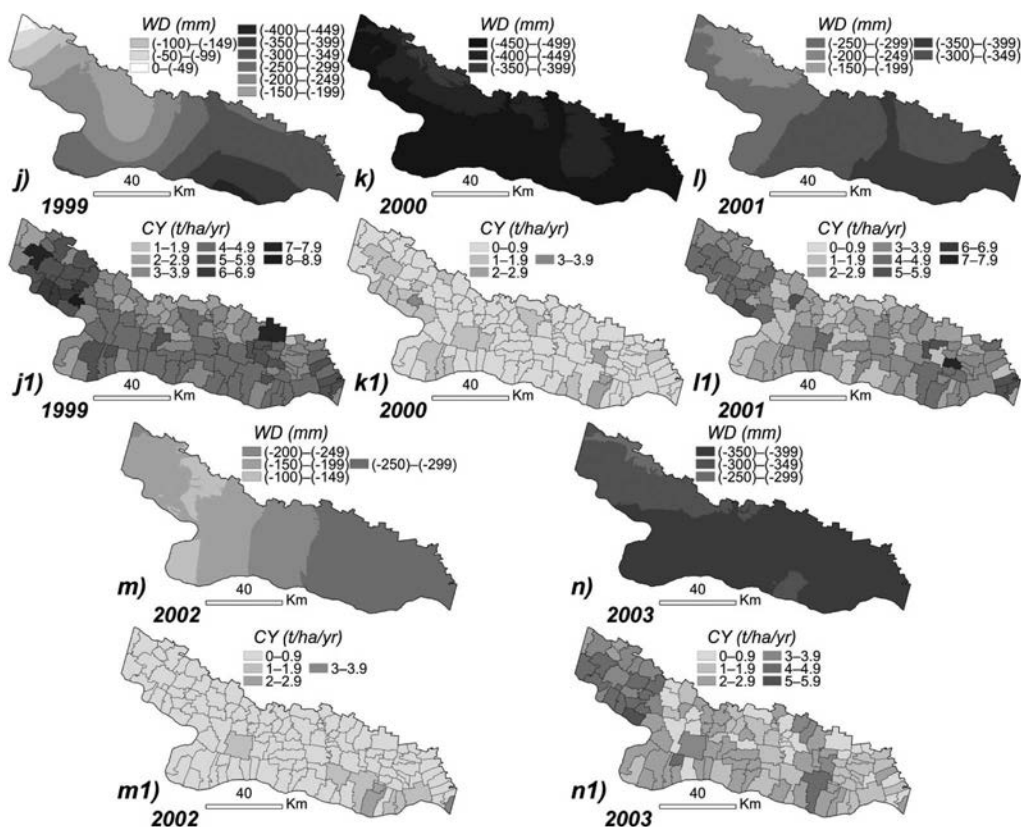 WD (mm)
(-100)–(-149)
(-50)–(-99)
0–(-49)
(-400)–(-449)
(-350)–(-399)
(-300)–(-349)
(-250)–(-299)
(-200)–(-249)
(-150)–(-199)
j)
40
Km
1999
WD (mm)
(-450)–(-499)
(-400)–(-449)
(-350)–(-399)
k)
40
Km
2000
WD (mm)
(-250)–(-299)
(-200)–(-249)
(-150)–(-199)
(-350)–(-399)
(-300)–(-349)
l)
40
Km
2001
CY (t/ha/yr)
1–1.9 4–4.9 7–7.9
2–2.9 5–5.9 8–8.9
3–3.9 6–6.9
j1)
40
Km
1999
CY (t/ha/yr)
0–0.9
1–1.9 3–3.9
2–2.9
k1)
40
Km
2000
CY (t/ha/yr)
0–0.9 3–3.9 6–6.9
1–1.9 4–4.9 7–7.9
2–2.9 5–5.9
l1)
40
Km
2001
WD (mm)
(-200)–(-249)
(-150)–(-199) (-250)–(-299)
(-100)–(-149)
m)
40
Km
2002
WD (mm)
(-350)–(-399)
(-300)–(-349)
(-250)–(-299)
n)
40
Km
2003
CY (t/ha/yr)
0–0.9
1–1.9 3–3.9
2–2.9
m1)
40
Km
2002
CY (t/ha/yr)
0–0.9 3–3.9
1–1.9 4–4.9
2–2.9 5–5.9
n1)
40
Km
2003